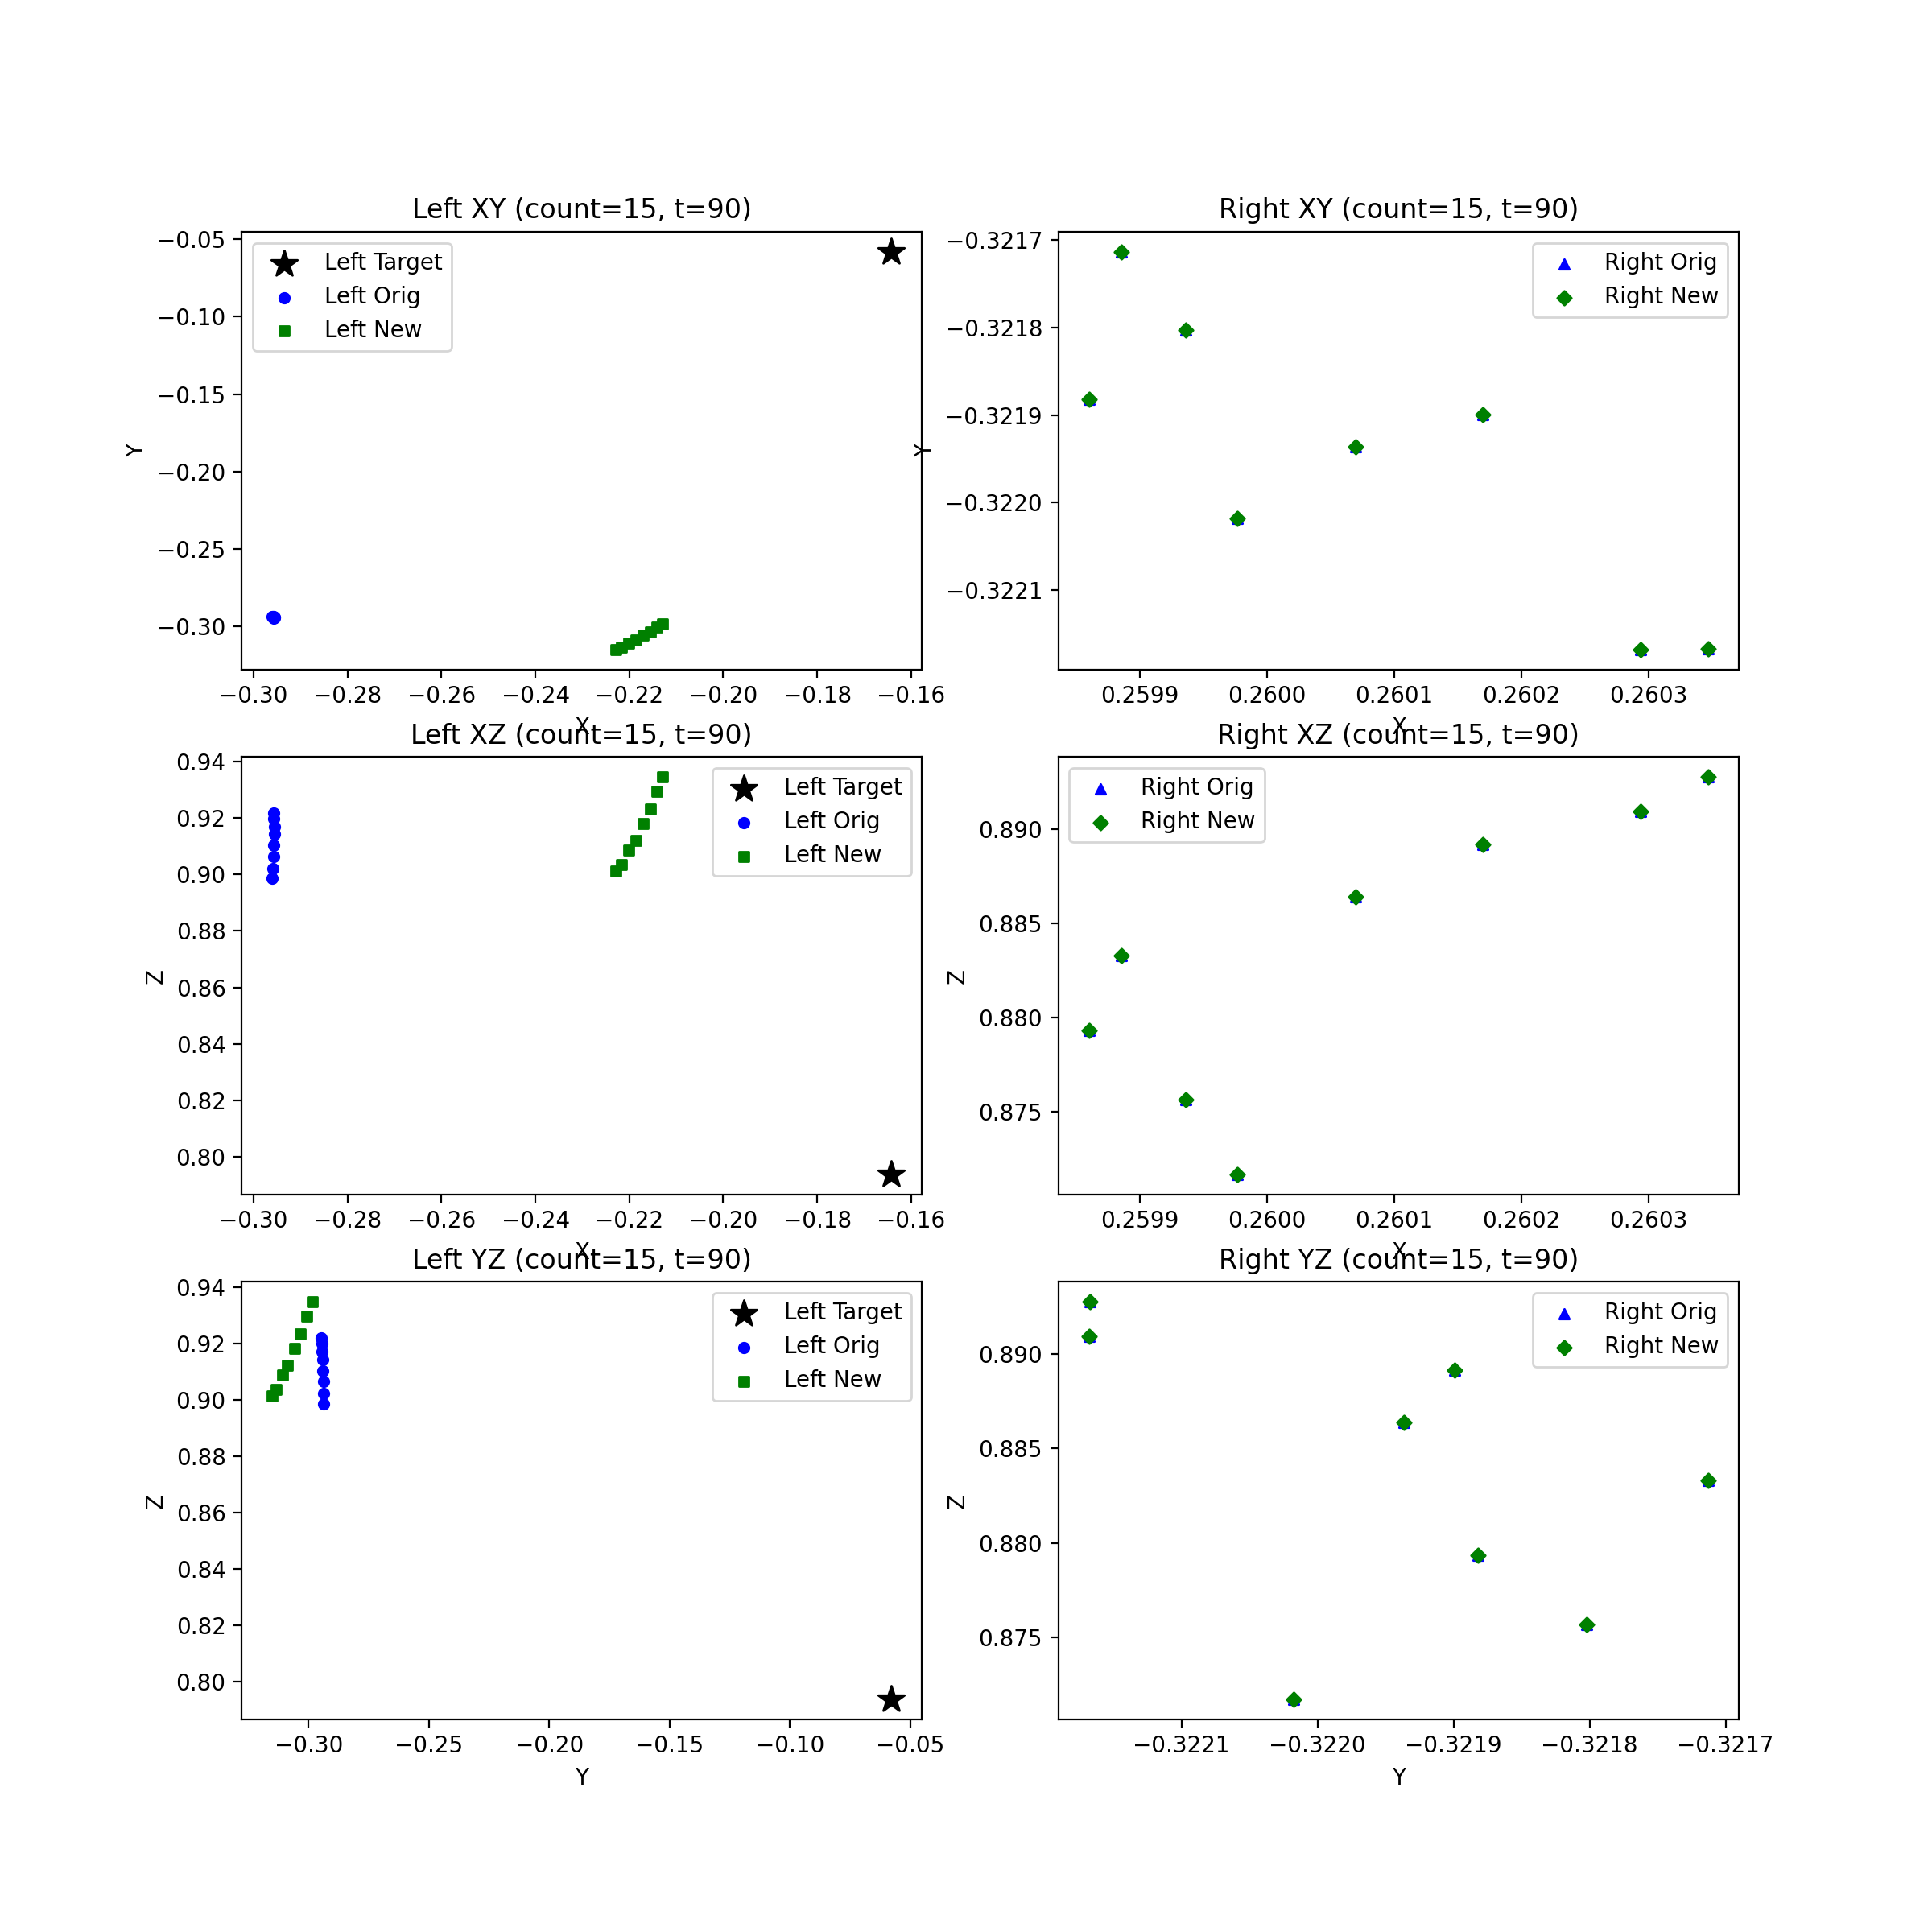 Left XY (count=15, t=90)
Left Target
Left Orig
Left New
−0.05
−0.10
−0.15
−0.20
−0.25
−0.30
Y
−0.30 −0.28 −0.26 −0.24 −0.22 −0.20 −0.18 −0.16
X
Right XY (count=15, t=90)
Right Orig
Right New
−0.3217
−0.3218
−0.3219
−0.3220
−0.3221
Y
0.2599 0.2600 0.2601 0.2602 0.2603
X
Left XZ (count=15, t=90)
Left Target
Left Orig
Left New
0.94
0.92
0.90
0.88
0.86
0.84
0.82
0.80
Z
−0.30 −0.28 −0.26 −0.24 −0.22 −0.20 −0.18 −0.16
X
Right XZ (count=15, t=90)
Right Orig
Right New
0.890
0.885
0.880
0.875
Z
0.2599 0.2600 0.2601 0.2602 0.2603
X
Left YZ (count=15, t=90)
Left Target
Left Orig
Left New
0.94
0.92
0.90
0.88
0.86
0.84
0.82
0.80
Z
−0.30 −0.25 −0.20 −0.15 −0.10 −0.05
Y
Right YZ (count=15, t=90)
Right Orig
Right New
0.890
0.885
0.880
0.875
Z
−0.3221 −0.3220 −0.3219 −0.3218 −0.3217
Y